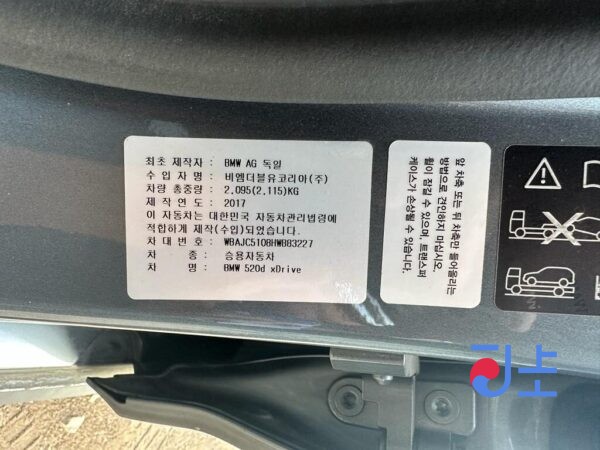 최초 제작자 : BMW AG 독일
수 입 자 명 : 비엠더블유코리아(주)
차량 총중량 : 2,095(2,115)KG
제 작 연 도 : 2017
이 자동차는 대한민국 자동차관리법령에
적합하게 제작(수입)되었습니다.
차 대 번 호 : WBAJC5108HWB83227
차 종 : 승용자동차
차 명 : BMW 520d xDrive
앞 차축 또는 뒤 차축만 들어올리는
방법으로 견인하지 마십시오.
휠이 잠길 수 있으며, 트랜스퍼
케이스가 손상될 수 있습니다.